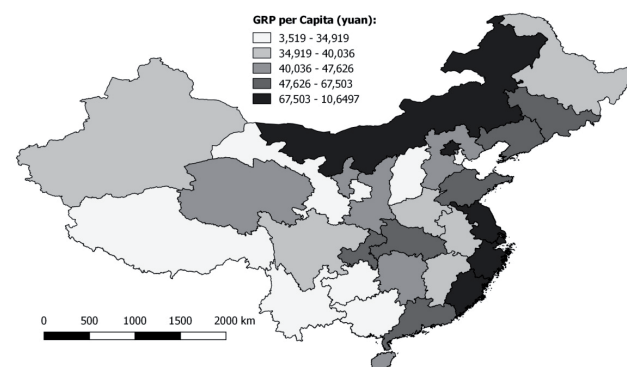 GRP per Capita (yuan):
3,519 - 34,919
34,919 - 40,036
40,036 - 47,626
47,626 - 67,503
67,503 - 10,6497
0 500 1000 1500 2000 km